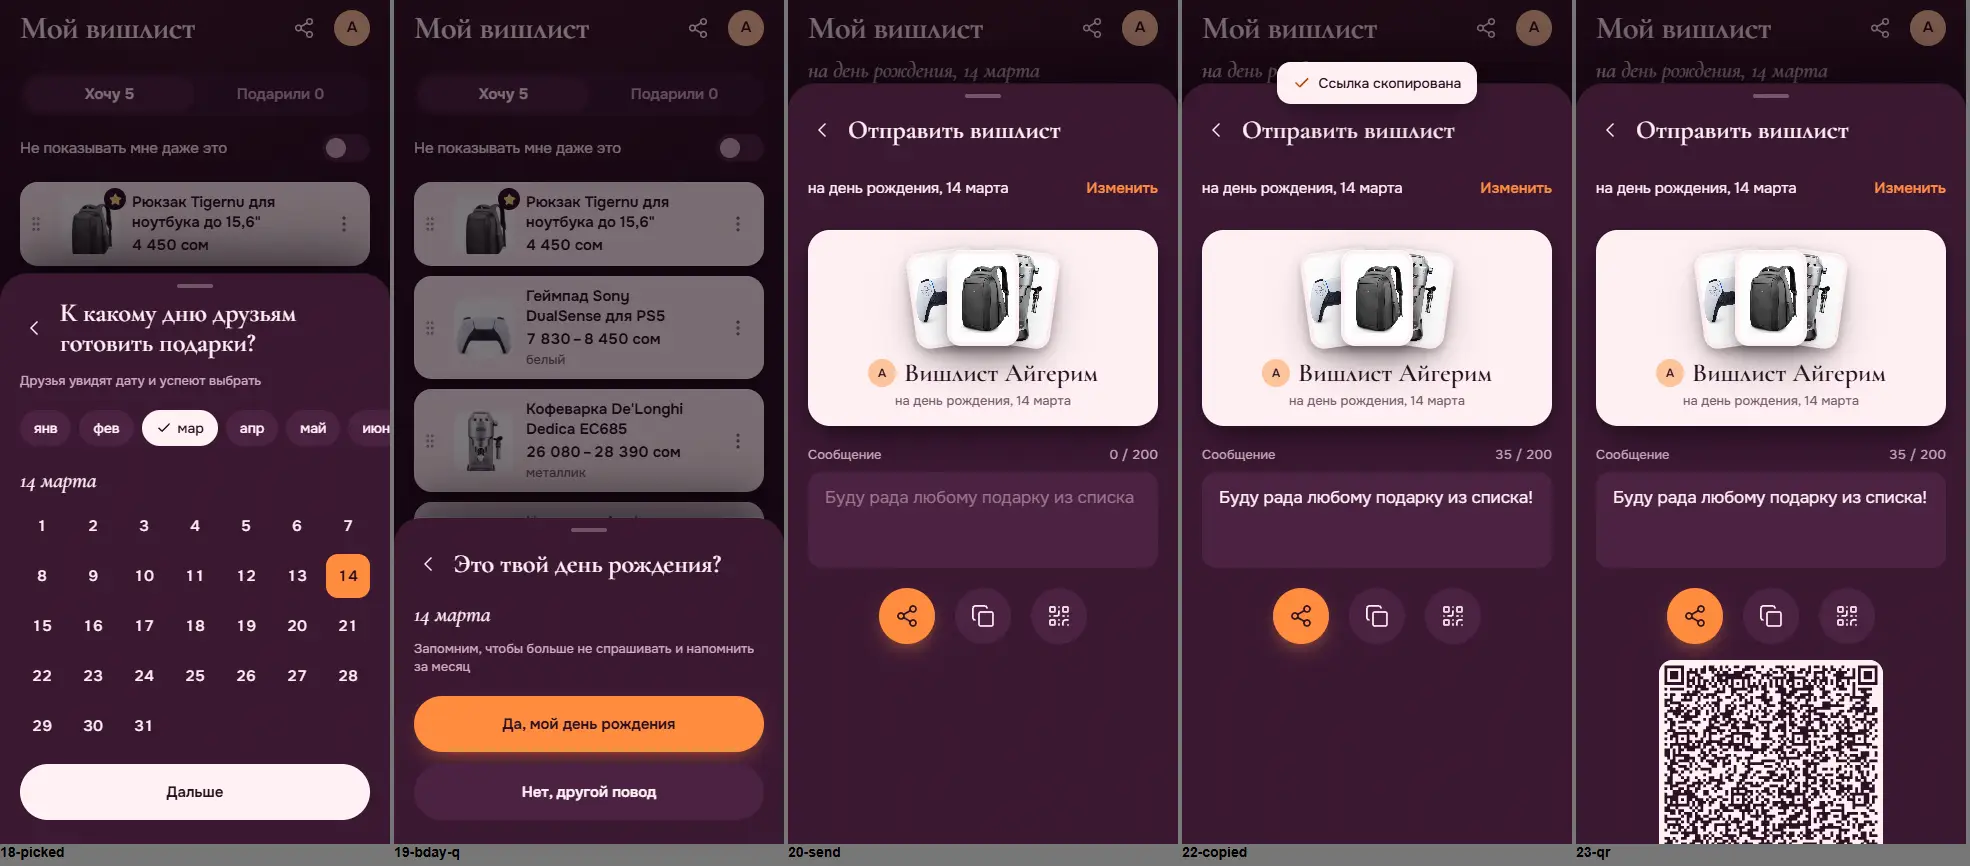 Мой вишлист
А
Хочу 5
Подарили 0
Не показывать мне даже это
Рюкзак Tigernu для
ноутбука до 15,6"
4 450 сом
К какому дню друзьям
готовить подарки?
Друзья увидят дату и успеют выбрать
янв
фев
мар
апр
май
июн
14 марта
1 2 3 4 5 6 7
8 9 10 11 12 13 14
15 16 17 18 19 20 21
22 23 24 25 26 27 28
29 30 31
Дальше
18-picked
Мой вишлист
А
Хочу 5
Подарили 0
Не показывать мне даже это
Рюкзак Tigernu для
ноутбука до 15,6"
4 450 сом
Геймпад Sony
DualSense для PS5
7 830 – 8 450 сом
белый
Кофеварка De'Longhi
Dedica EC685
26 080 – 28 390 сом
металлик
Это твой день рождения?
14 марта
Запомним, чтобы больше не спрашивать и напомнить
за месяц
Да, мой день рождения
Нет, другой повод
19-bday-q
Мой вишлист
А
на день рождения, 14 марта
Отправить вишлист
на день рождения, 14 марта
Изменить
А Вишлист Айгерим
на день рождения, 14 марта
Сообщение
0 / 200
Буду рада любому подарку из списка
20-send
Мой вишлист
А
на день р
Ссылка скопирована
Отправить вишлист
на день рождения, 14 марта
Изменить
А Вишлист Айгерим
на день рождения, 14 марта
Сообщение
35 / 200
Буду рада любому подарку из списка!
22-copied
Мой вишлист
А
на день рождения, 14 марта
Отправить вишлист
на день рождения, 14 марта
Изменить
А Вишлист Айгерим
на день рождения, 14 марта
Сообщение
35 / 200
Буду рада любому подарку из списка!
23-qr